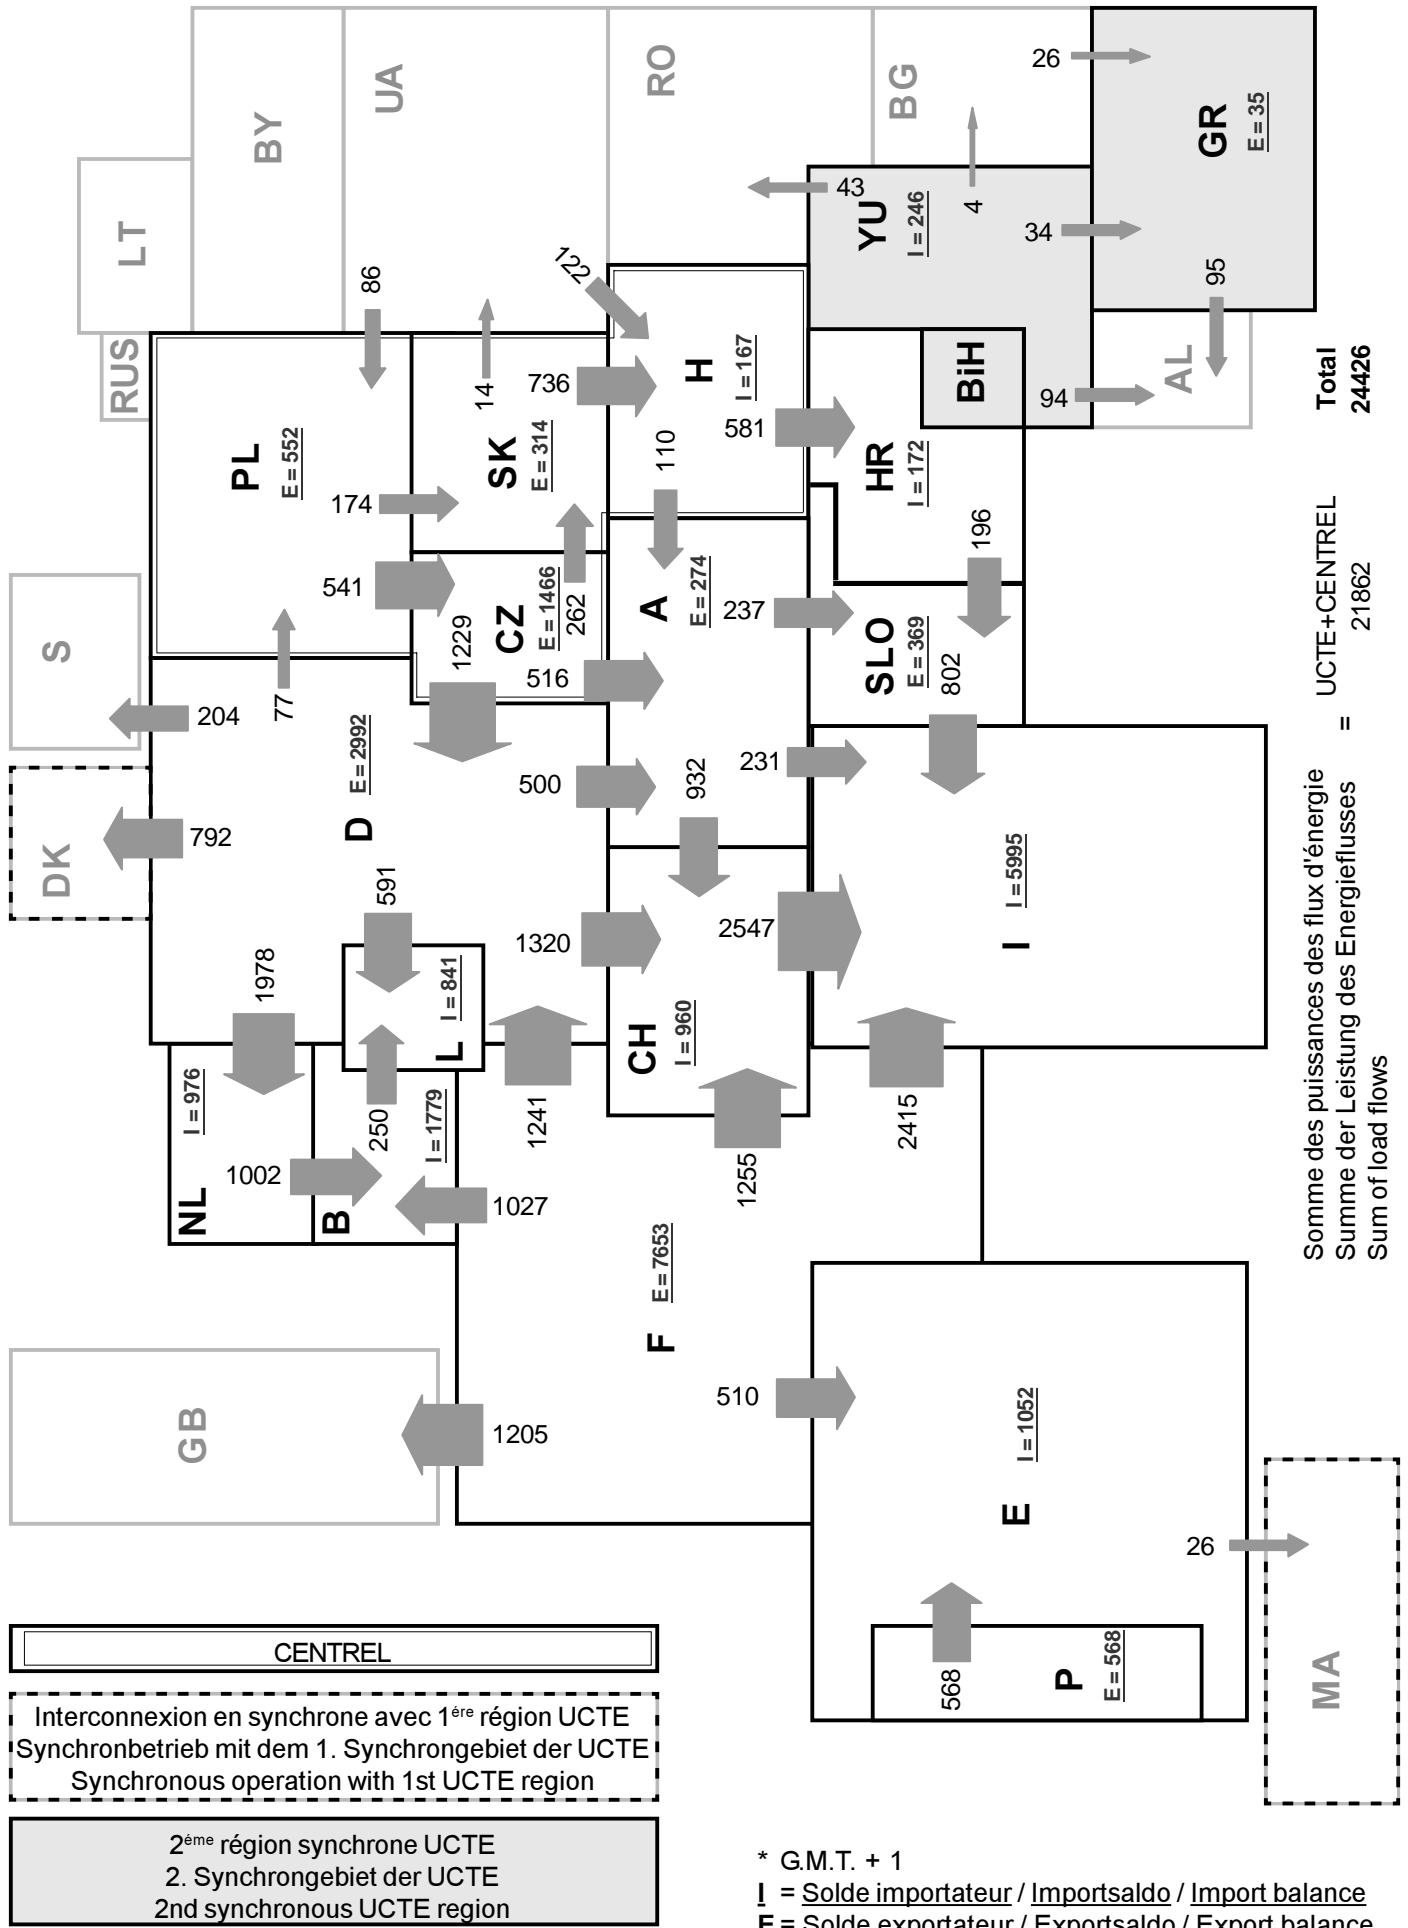 LT
BY
UA
RO
BG
26
GR
E = 35
RUS
86
122
43
YU
I = 246
4
34
95
S
PL
E = 552
174
14
SK
E = 314
736
H
I = 167
581
110
HR
I = 172
BiH
94
AL
204
77
541
1229
CZ
E = 1466
262
516
A
E = 274
237
SLO
E = 369
802
196
DK
792
D
E = 2992
500
932
231
591
1978
1320
2547
I
I = 5995
L
I = 841
CH
I = 960
NL
I = 976
1002
250
B
I = 1779
1027
1241
1255
2415
GB
1205
F
E = 7653
510
E
I = 1052
26
MA
568
P
E = 568
Total
24426
UCTE+CENTREL
= 21862
Somme des puissances des flux d'énergie
Summe der Leistung des Energieflusses =
Sum of load flows
CENTREL
Interconnexion en synchrone avec 1ére région UCTE
Synchronbetrieb mit dem 1. Synchrongebiet der UCTE
Synchronous operation with 1st UCTE region
2éme région synchrone UCTE
2. Synchrongebiet der UCTE
2nd synchronous UCTE region
* G.M.T. + 1
I = Solde importateur / Importsaldo / Import balance
E = Solde exportateur / Exportsaldo / Export balance